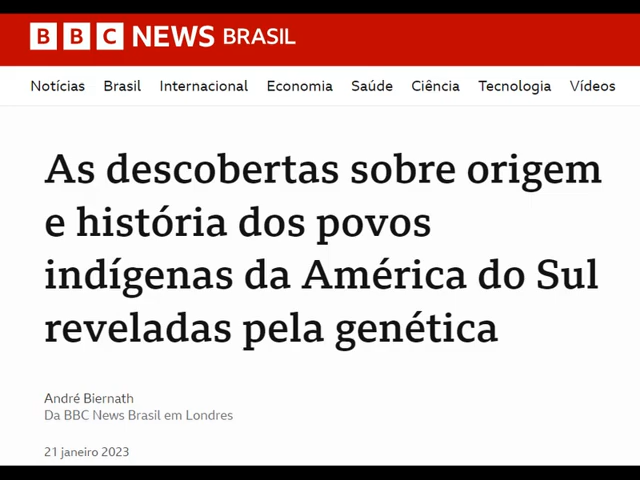 BBC NEWS BRASIL
Notícias Brasil Internacional Economia Saúde Ciência Tecnologia Vídeos
As descobertas sobre origem
e história dos povos
indígenas da América do Sul
reveladas pela genética
André Biernath
Da BBC News Brasil em Londres
21 janeiro 2023